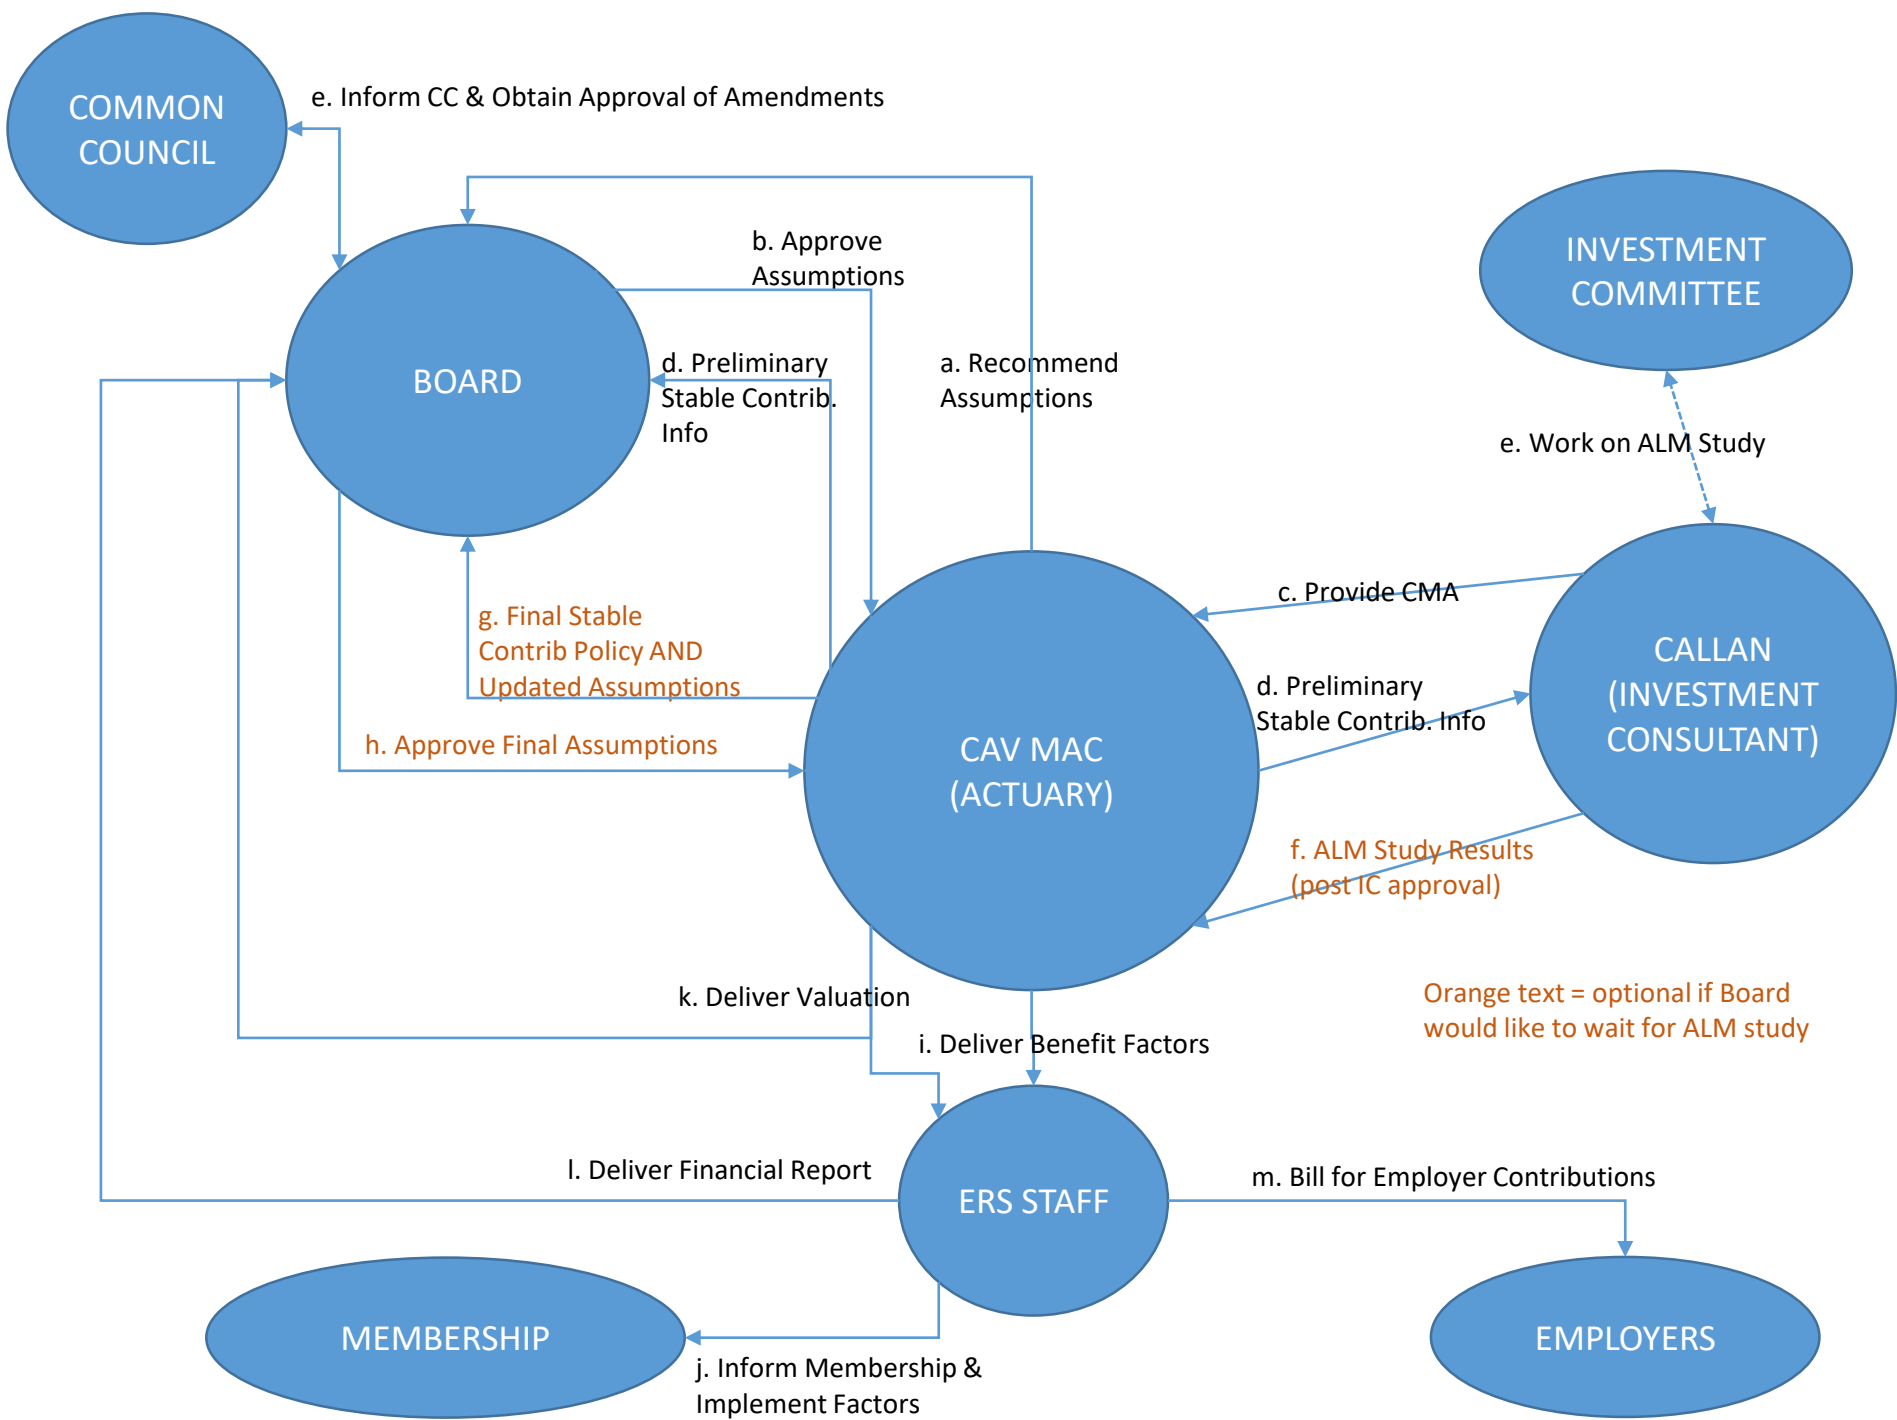 COMMON
COUNCIL
e. Inform CC & Obtain Approval of Amendments
b. Approve
Assumptions
INVESTMENT
COMMITTEE
BOARD
d. Preliminary
Stable Contrib.
Info
a. Recommend
Assumptions
e. Work on ALM Study
c. Provide CMA
g. Final Stable
Contrib Policy AND
Updated Assumptions
CALLAN
(INVESTMENT
CONSULTANT)
d. Preliminary
Stable Contrib. Info
h. Approve Final Assumptions
CAV MAC
(ACTUARY)
f. ALM Study Results
(post IC approval)
k. Deliver Valuation
Orange text = optional if Board
would like to wait for ALM study
i. Deliver Benefit Factors
l. Deliver Financial Report
ERS STAFF
m. Bill for Employer Contributions
MEMBERSHIP
EMPLOYERS
j. Inform Membership &
Implement Factors